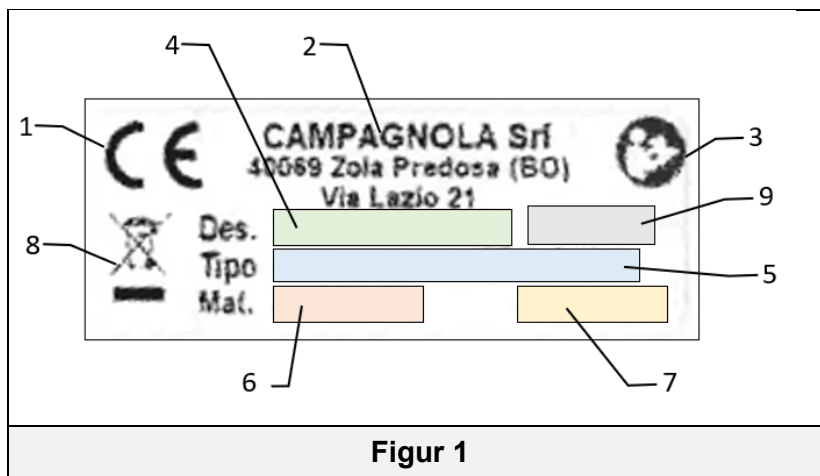 4
2
1
CE
CAMPAGNOLA Srl
3
40069 Zola Predosa (BO)
Via Lazio 21
9
8
Des.
Tipo
5
Mat.
6
7
Figur 1